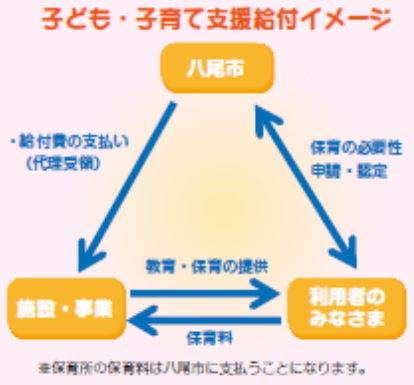 子ども・子育て支援給付イメージ
八尾市
・給付費の支払い
（代理受領）
保育の必要性
申請・認定
教育・保育の提供
施設・事業
利用者の
みなさま
保育料
※保育所の保育料は八尾市に支払うことになります。